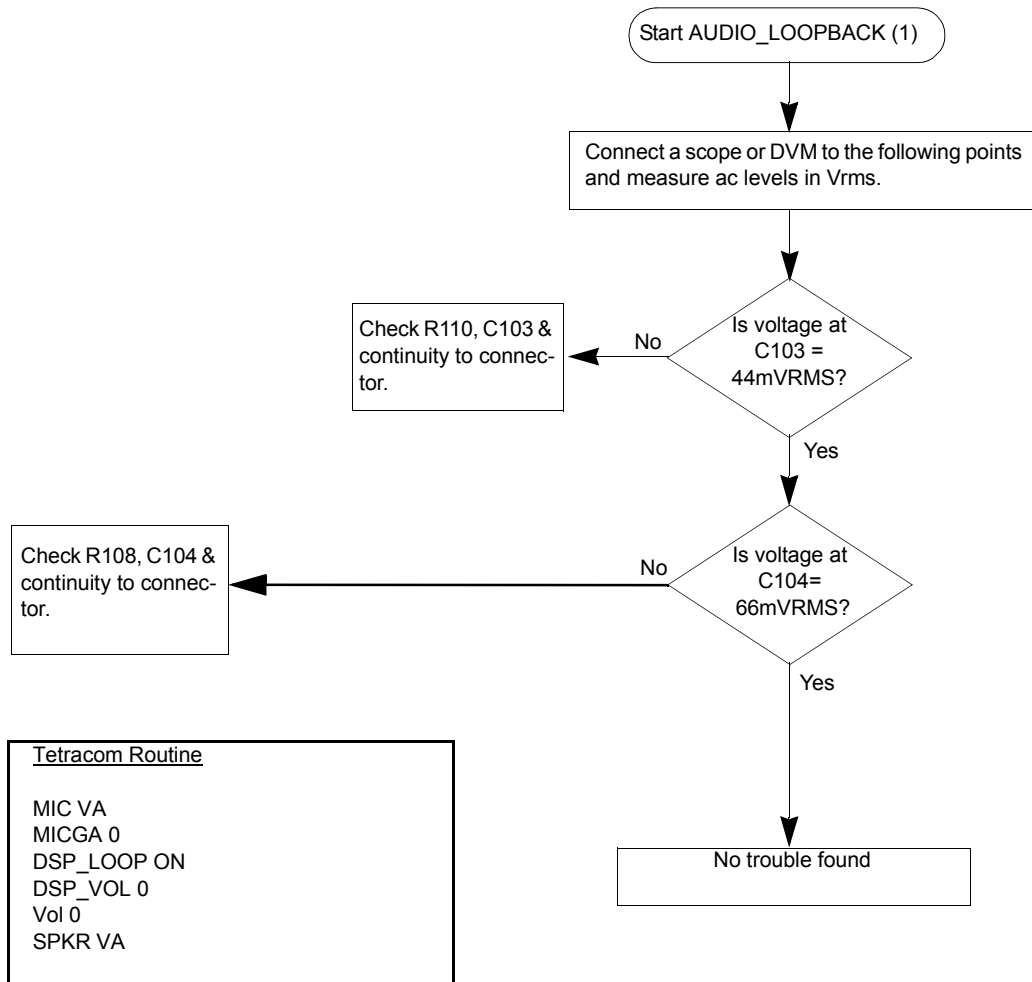 Start AUDIO_LOOPBACK (1)
Connect a scope or DVM to the following points
and measure ac levels in Vrms.
Is voltage at
C103 =
44mVRMS?
No
Check R110, C103 &
continuity to connec-
tor.
Yes
Is voltage at
C104=
66mVRMS?
No
Check R108, C104 &
continuity to connec-
tor.
Yes
No trouble found
Tetracom Routine
MIC VA
MICGA 0
DSP_LOOP ON
DSP_VOL 0
Vol 0
SPKR VA